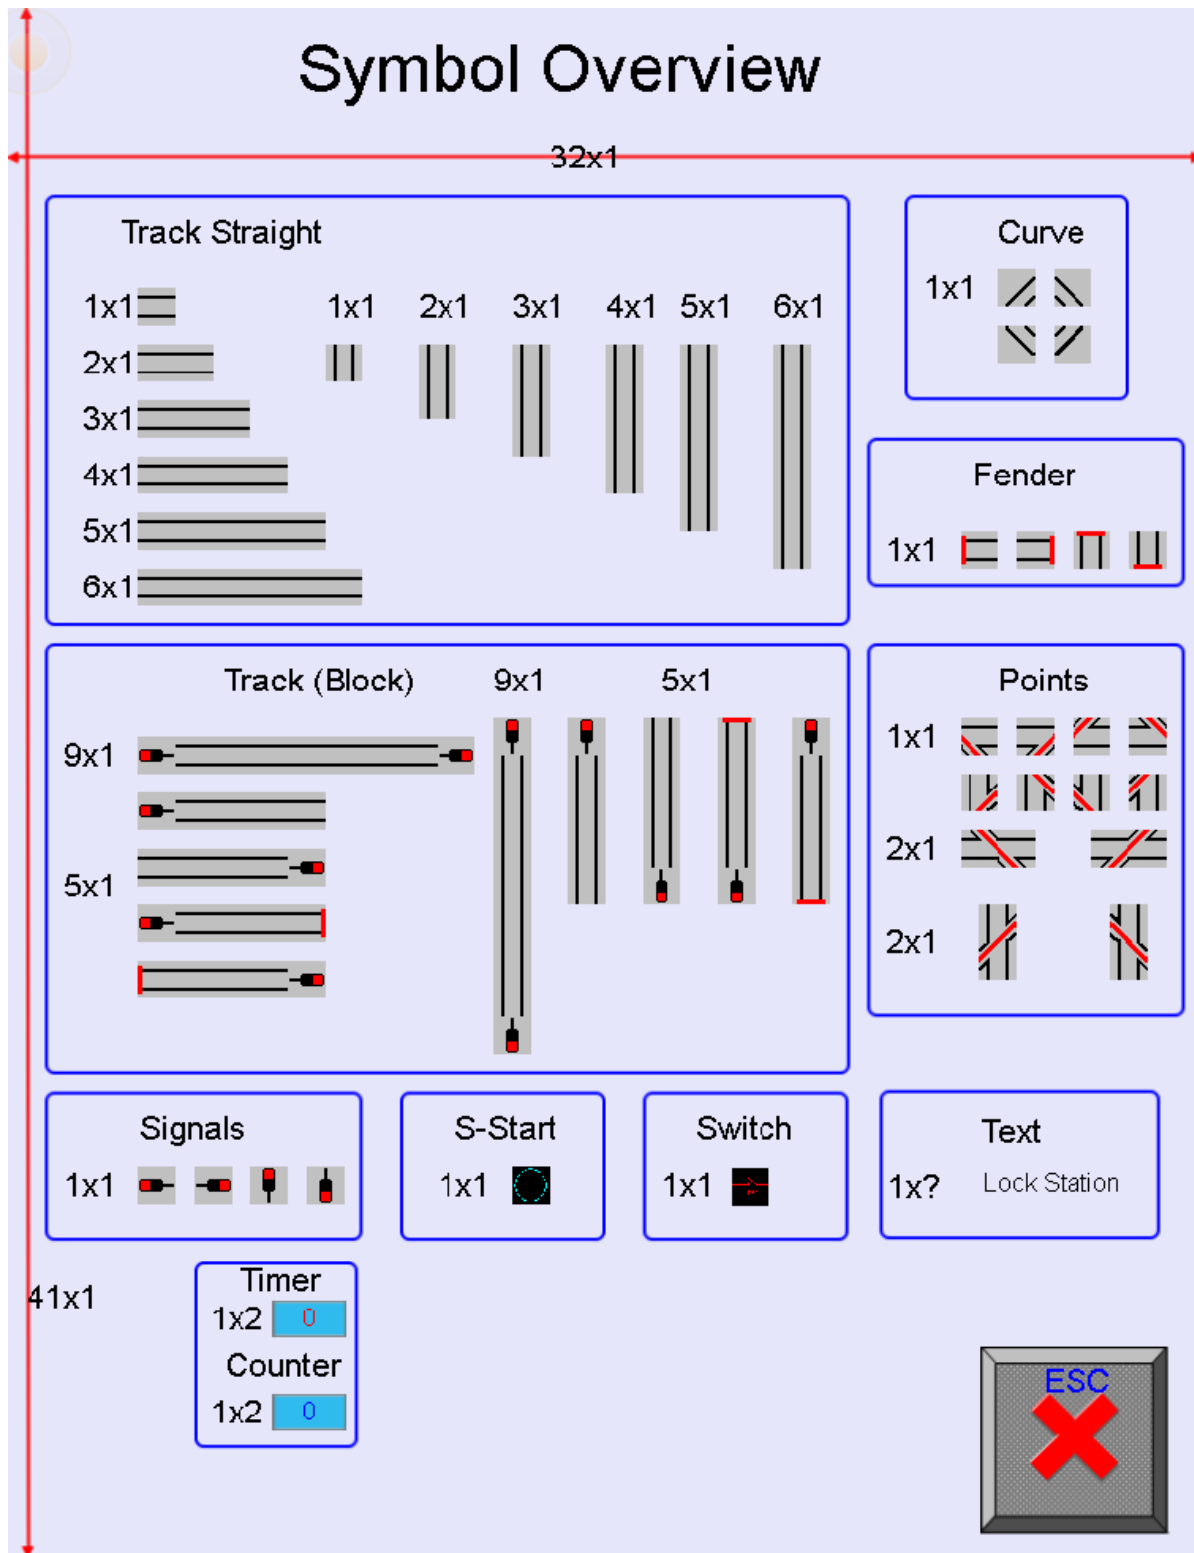 Symbol Overview
32x1
Track Straight
1x1
2x1
3x1
4x1
5x1
6x1
1x1 2x1 3x1 4x1 5x1 6x1
Curve
1x1
Fender
1x1
Track (Block)
9x1 5x1
9x1
5x1
Points
1x1
2x1
2x1
Signals
1x1
S-Start
1x1
Switch
1x1
Text
1x? Lock Station
41x1
Timer
1x2 0
Counter
1x2 0
ESC